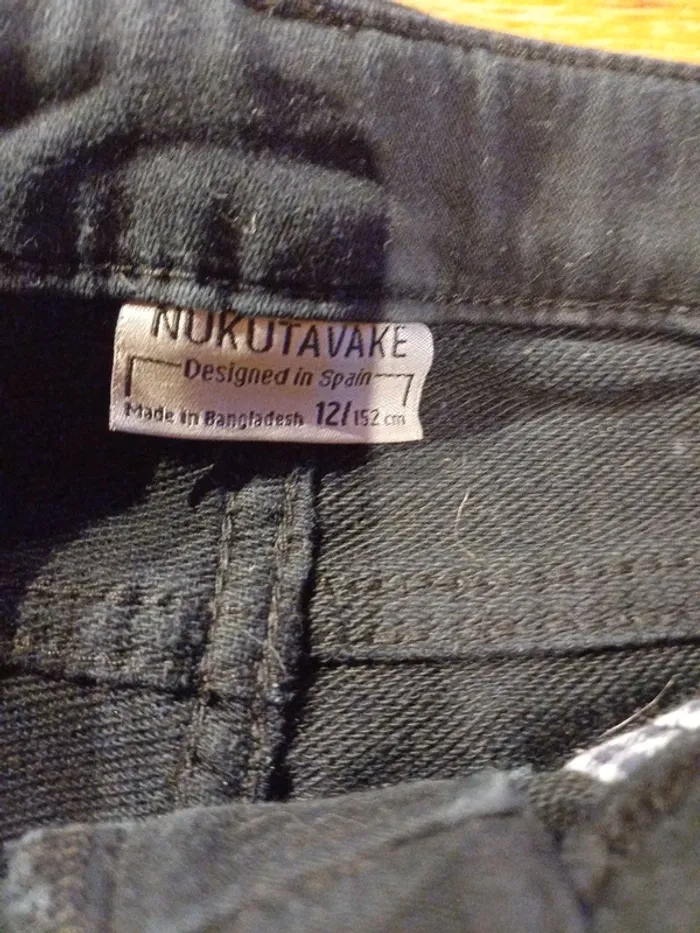 NUKUTAVAKE
Designed in Spain
Made in Bangladesh 12/152 cm